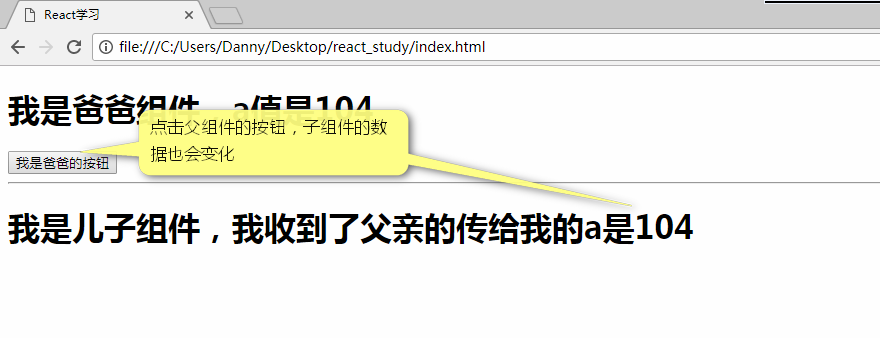 React学习
file:///C:/Users/Danny/Desktop/react_study/index.html
我是爸爸组件，a值是104
点击父组件的按钮，子组件的数
据也会变化
我是爸爸的按钮
我是儿子组件，我收到了父亲的传给我的a是104